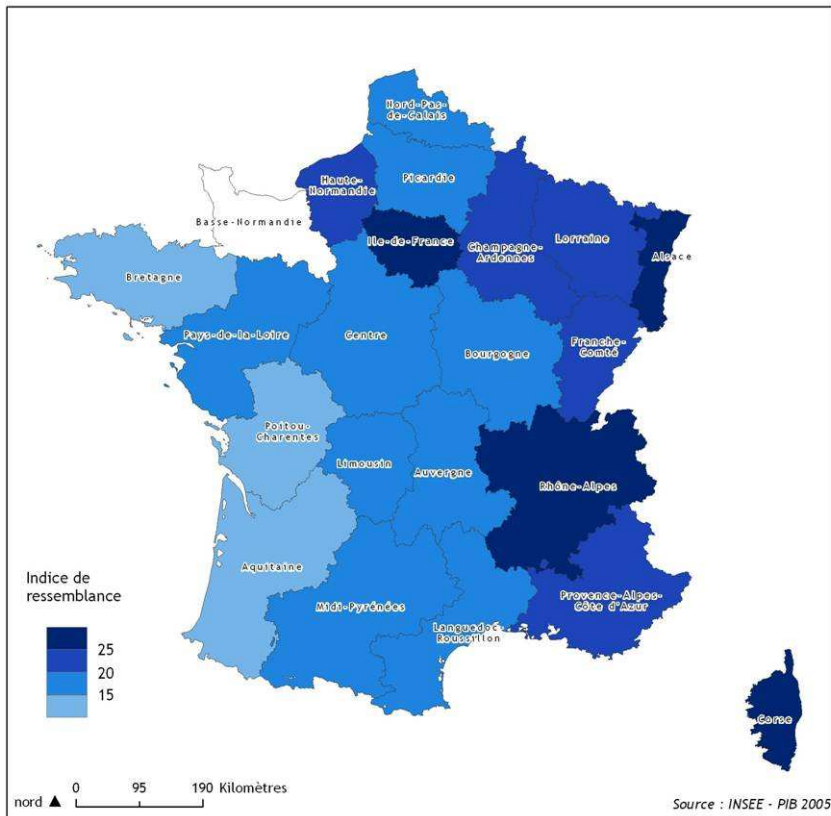 Nord-Pas-
de-Calais
Haute-
Normandie
Picardie
Basse-Normandie
Ile-de-France
Champagne-
Ardennes
Lorraine
Alsace
Bretagne
Pays-de-la-Loire
Centre
Bourgogne
Franche-
Comté
Poitou-
Charentes
Limousin
Auvergne
Rhône-Alpes
Aquitaine
Midi-Pyrénées
Languedoc-
Roussillon
Provence-Alpes-
Côte d'Azur
Corse
Indice de
ressemblance
25
20
15
nord
0 95 190 Kilomètres
Source : INSEE - PIB 2005